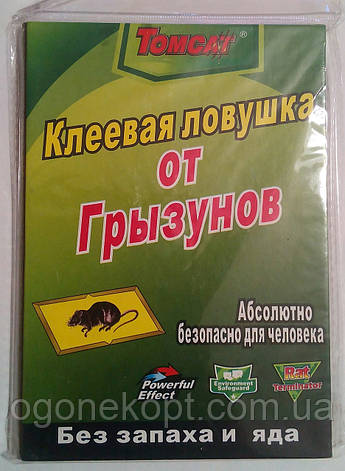 TOMCAT®
Клеевая ловушка
от
Грызунов
Абсолютно
безопасно для человека
Powerful
Effect
Environment
Safeguard
Rat
Terminator
ogonekopt.com.ua
Без запаха и яда